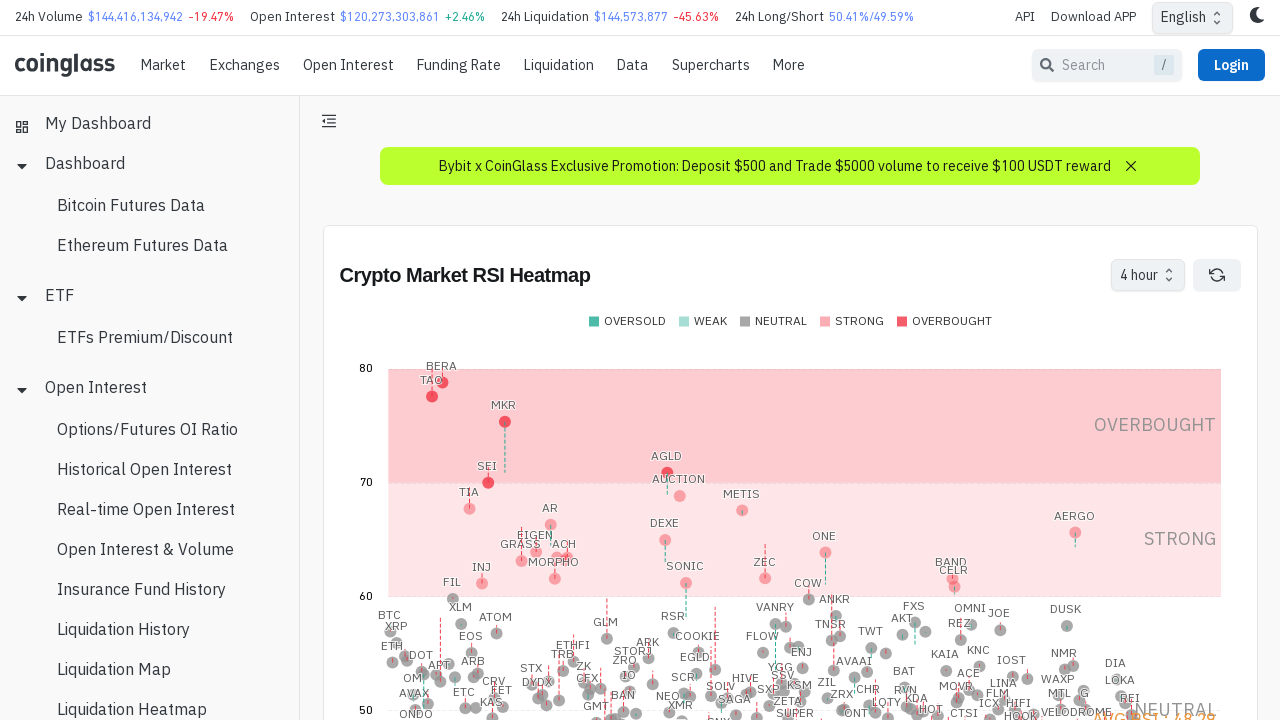 24h Volume $144,416,134,942 -19.47% Open Interest $120,273,303,861 +2.46% 24h Liquidation $144,573,877 -45.63% 24h Long/Short 50.41%/49.59% API Download APP English
coinglass Market Exchanges Open Interest Funding Rate Liquidation Data Supercharts More Search / Login
My Dashboard
Dashboard
Bitcoin Futures Data
Ethereum Futures Data
ETF
ETFs Premium/Discount
Open Interest
Options/Futures OI Ratio
Historical Open Interest
Real-time Open Interest
Open Interest & Volume
Insurance Fund History
Liquidation History
Liquidation Map
Liquidation Heatmap
Bybit x CoinGlass Exclusive Promotion: Deposit $500 and Trade $5000 volume to receive $100 USDT reward
Crypto Market RSI Heatmap 4 hour
OVERSOLD WEAK NEUTRAL STRONG OVERBOUGHT
80
BERA
TAO
MKR
OVERBOUGHT
AGLD
SEI
70
AUCTION
TIA METIS
AR
AERGO
DEXE
EIGEN ONE
STRONG
GRASS ACH
MORPHO ZEC BAND
INJ SONIC CELR
FIL COW
60
ANKR
XLM VANRY FXS OMNI DUSK
BTC ATOM RSR JOE
XRP GLM TNSR AKT REZ
EOS COOKIE FLOW TWT
ETH ETHFI ARK
DOT TRB STORJ ENJ KAIA KNC NMR
APT ARB ZRO EGLD AVAAI IOST DIA
STX ZK YGG BAT ACE
OM CRV DYDX CFX IO SCR HIVE SSV ZIL CHR LINA WAXP LOKA
AVAX ETC FET SOLV SXP KSM ZRX RYN MOVR FLM MTL G REI
KAS BAN NEO SAGA ZETA IOTY KDA ICX HIFI
GMT XMR
50
ONDO SUPER ONT HOT CTSI HOOK VELODROME NEUTRAL